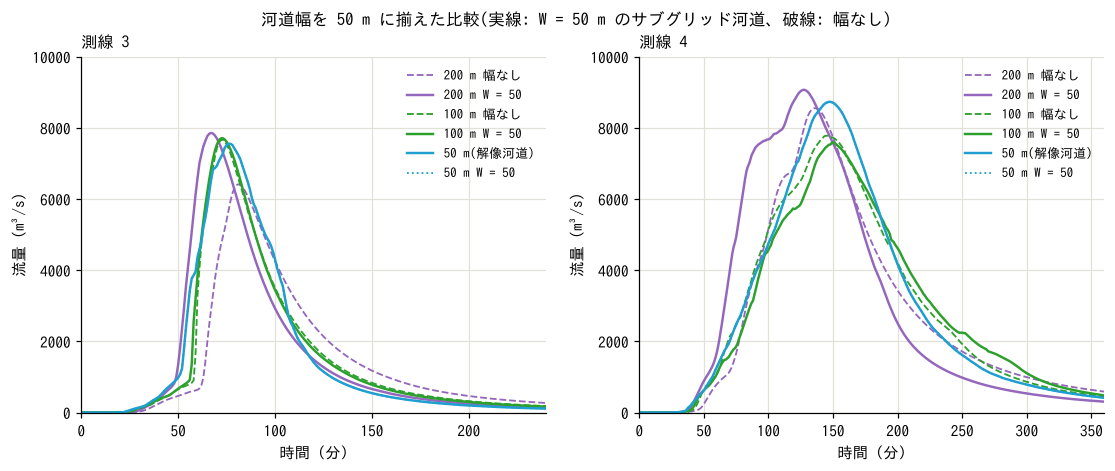 河道幅を 50 m に揃えた比較(実線: W = 50 m のサブグリッド河道、破線: 幅なし)
測線 3
10000
8000
6000
4000
2000
0
流量 (m³/s)
0 50 100 150 200
時間 (分)
200 m 幅なし
200 m W = 50
100 m 幅なし
100 m W = 50
50 m(解像河道)
50 m W = 50
測線 4
10000
8000
6000
4000
2000
0
流量 (m³/s)
0 50 100 150 200 250 300 350
時間 (分)
200 m 幅なし
200 m W = 50
100 m 幅なし
100 m W = 50
50 m(解像河道)
50 m W = 50